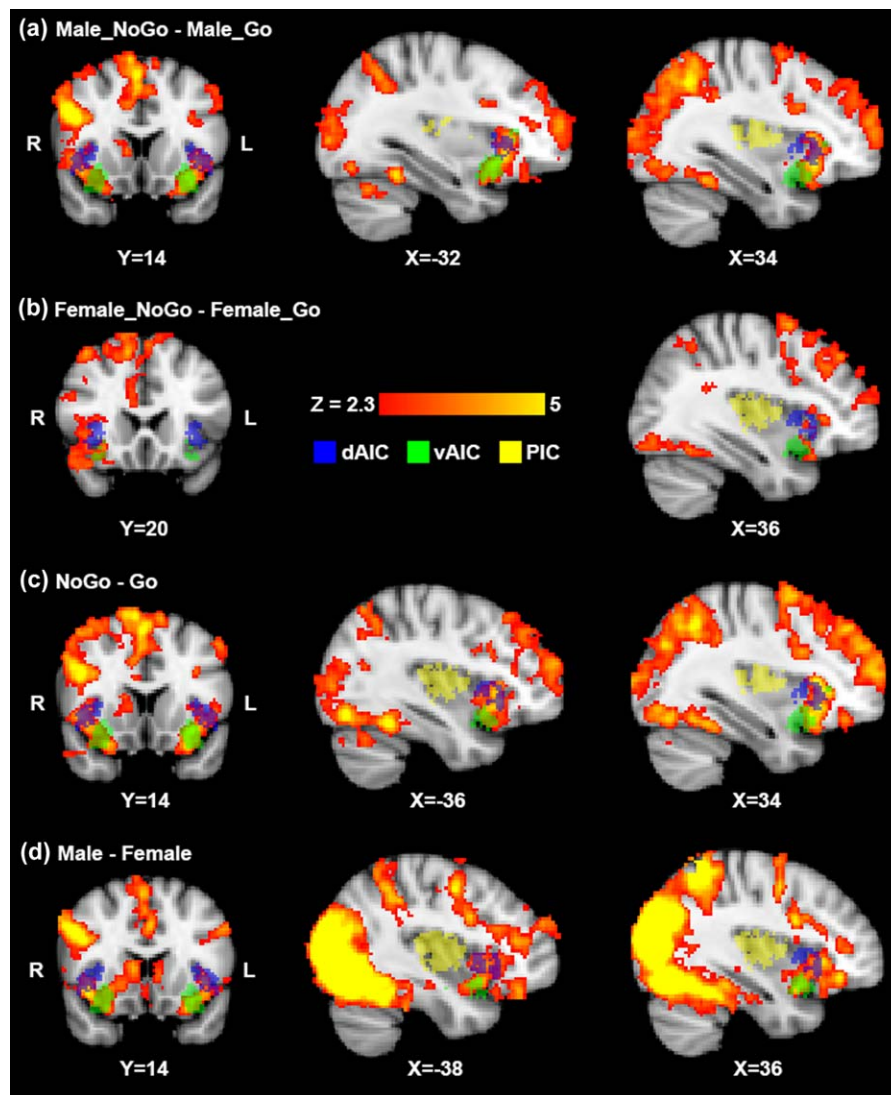 (a) Male_NoGo - Male_Go
R L
Y=14 X=-32 X=34
(b) Female_NoGo - Female_Go
Z = 2.3 5
R L
dAIC vAIC PIC
Y=20 X=36
(c) NoGo - Go
R L
Y=14 X=-36 X=34
(d) Male - Female
R L
Y=14 X=-38 X=36